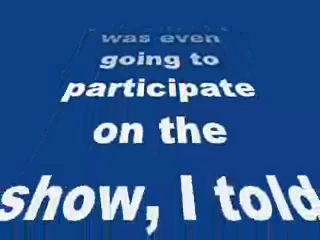 was even
going to
participate
on the
show, I told